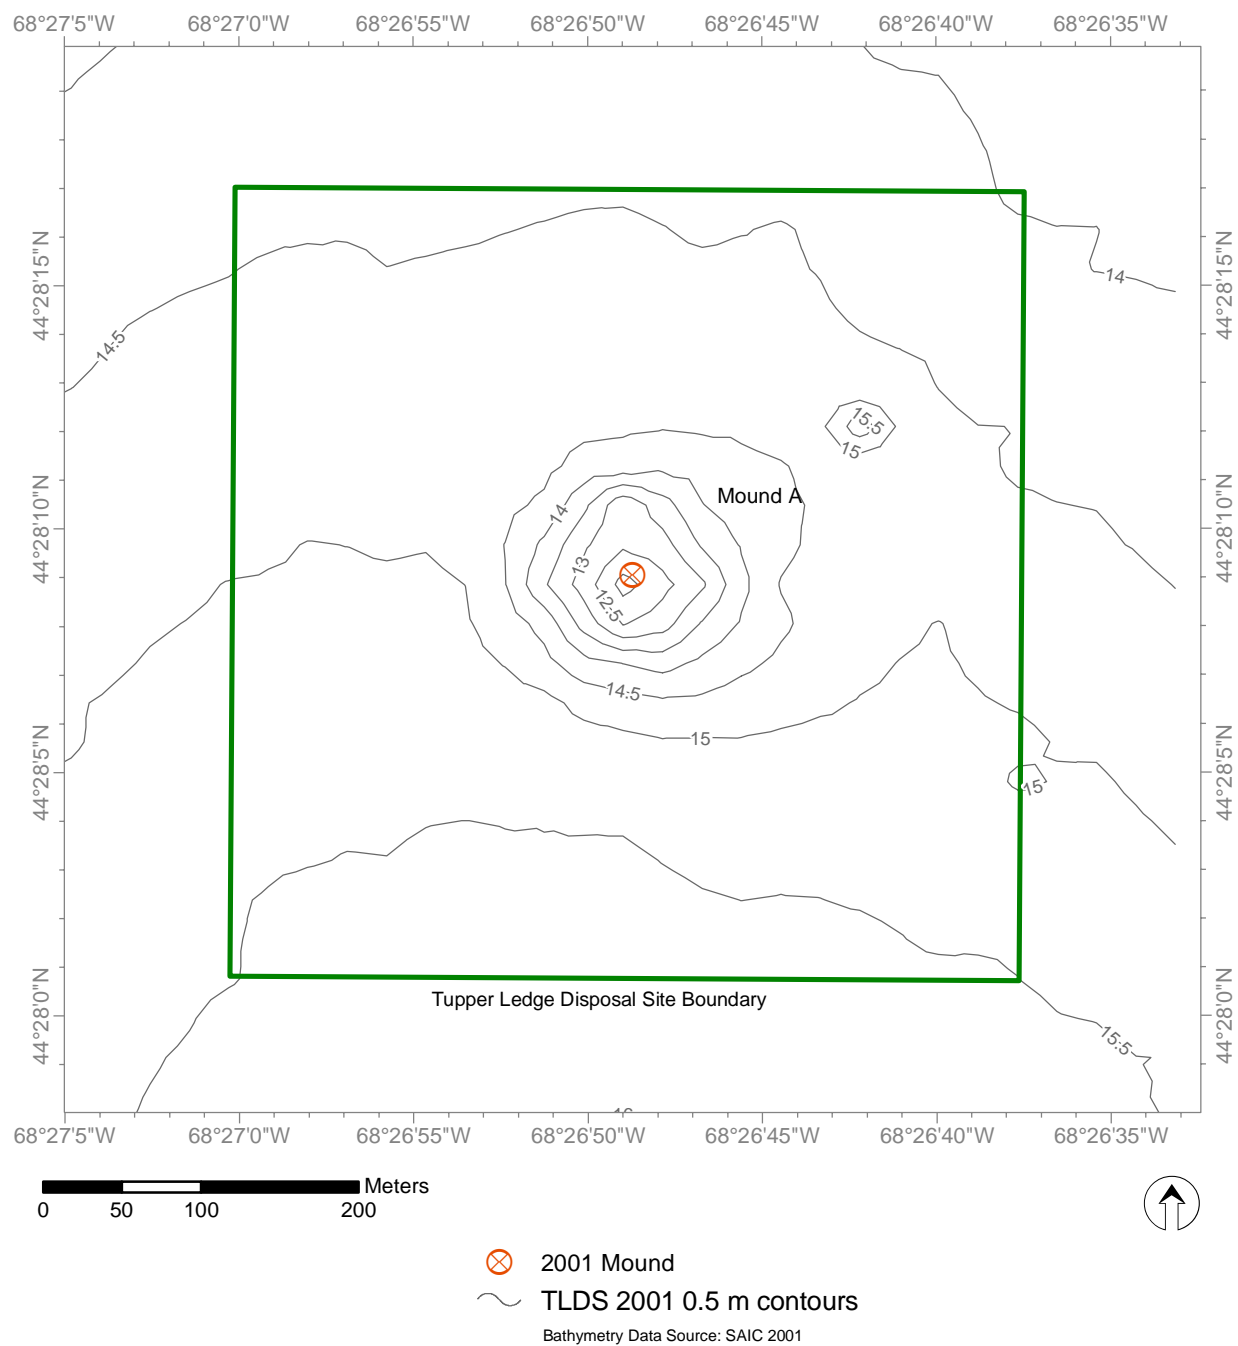 68°27'5"W 68°27'0"W 68°26'55"W 68°26'50"W 68°26'45"W 68°26'40"W 68°26'35"W
44°28'15"N
44°28'15"N
14
14.5
15.5
15
Mound A
14
44°28'10"N
44°28'10"N
13
12.5
14.5
15
44°28'5"N
44°28'5"N
15
Tupper Ledge Disposal Site Boundary
44°28'0"N
44°28'0"N
15.5
68°27'5"W 68°27'0"W 68°26'55"W 68°26'50"W 68°26'45"W 68°26'40"W 68°26'35"W
Meters
0 50 100 200
2001 Mound
TLDS 2001 0.5 m contours
Bathymetry Data Source: SAIC 2001